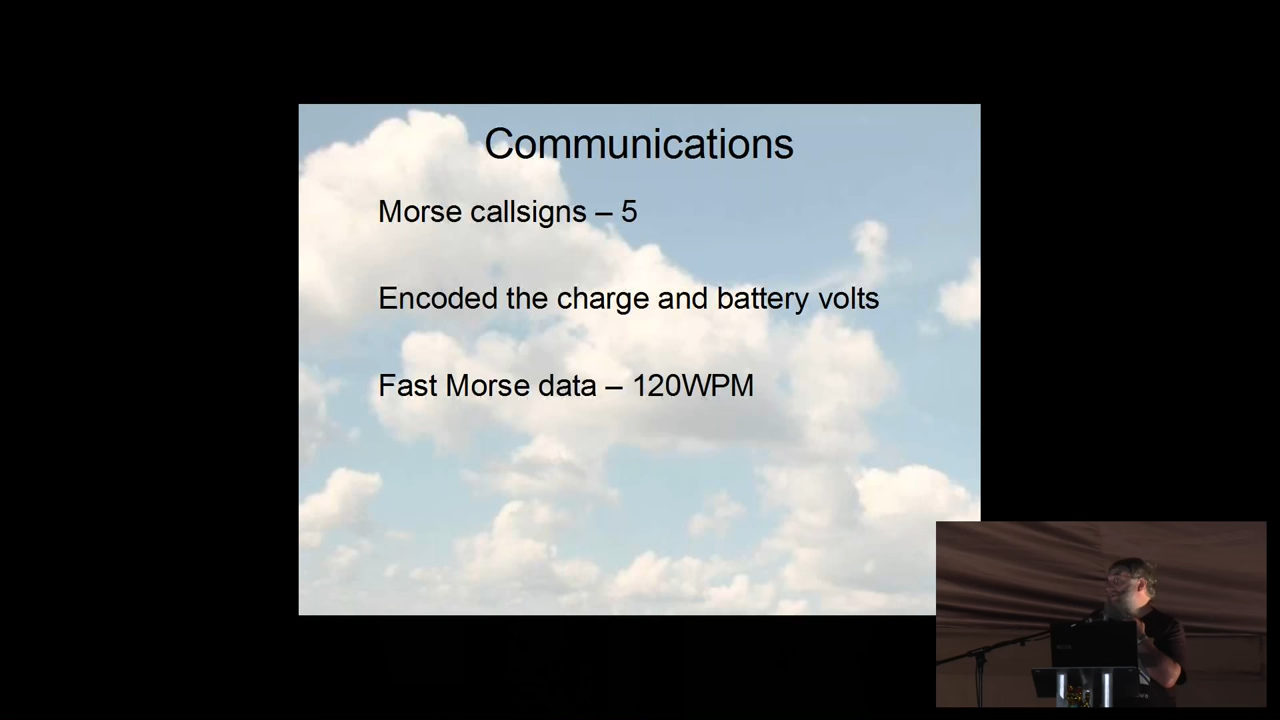 Communications
Morse callsigns – 5
Encoded the charge and battery volts
Fast Morse data – 120WPM